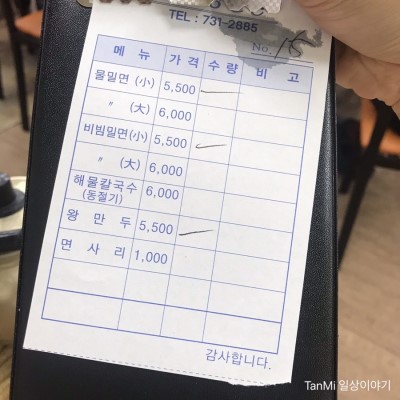 TEL : 731-2885
No. 15
메 뉴 가 격 수 량 비 고
물밀면 (小) 5,500
〃 (大) 6,000
비빔밀면(小) 5,500
〃 (大) 6,000
해물칼국수 6,000
(동절기)
왕 만 두 5,500
면 사 리 1,000
감사합니다.
TanMi 일상이야기